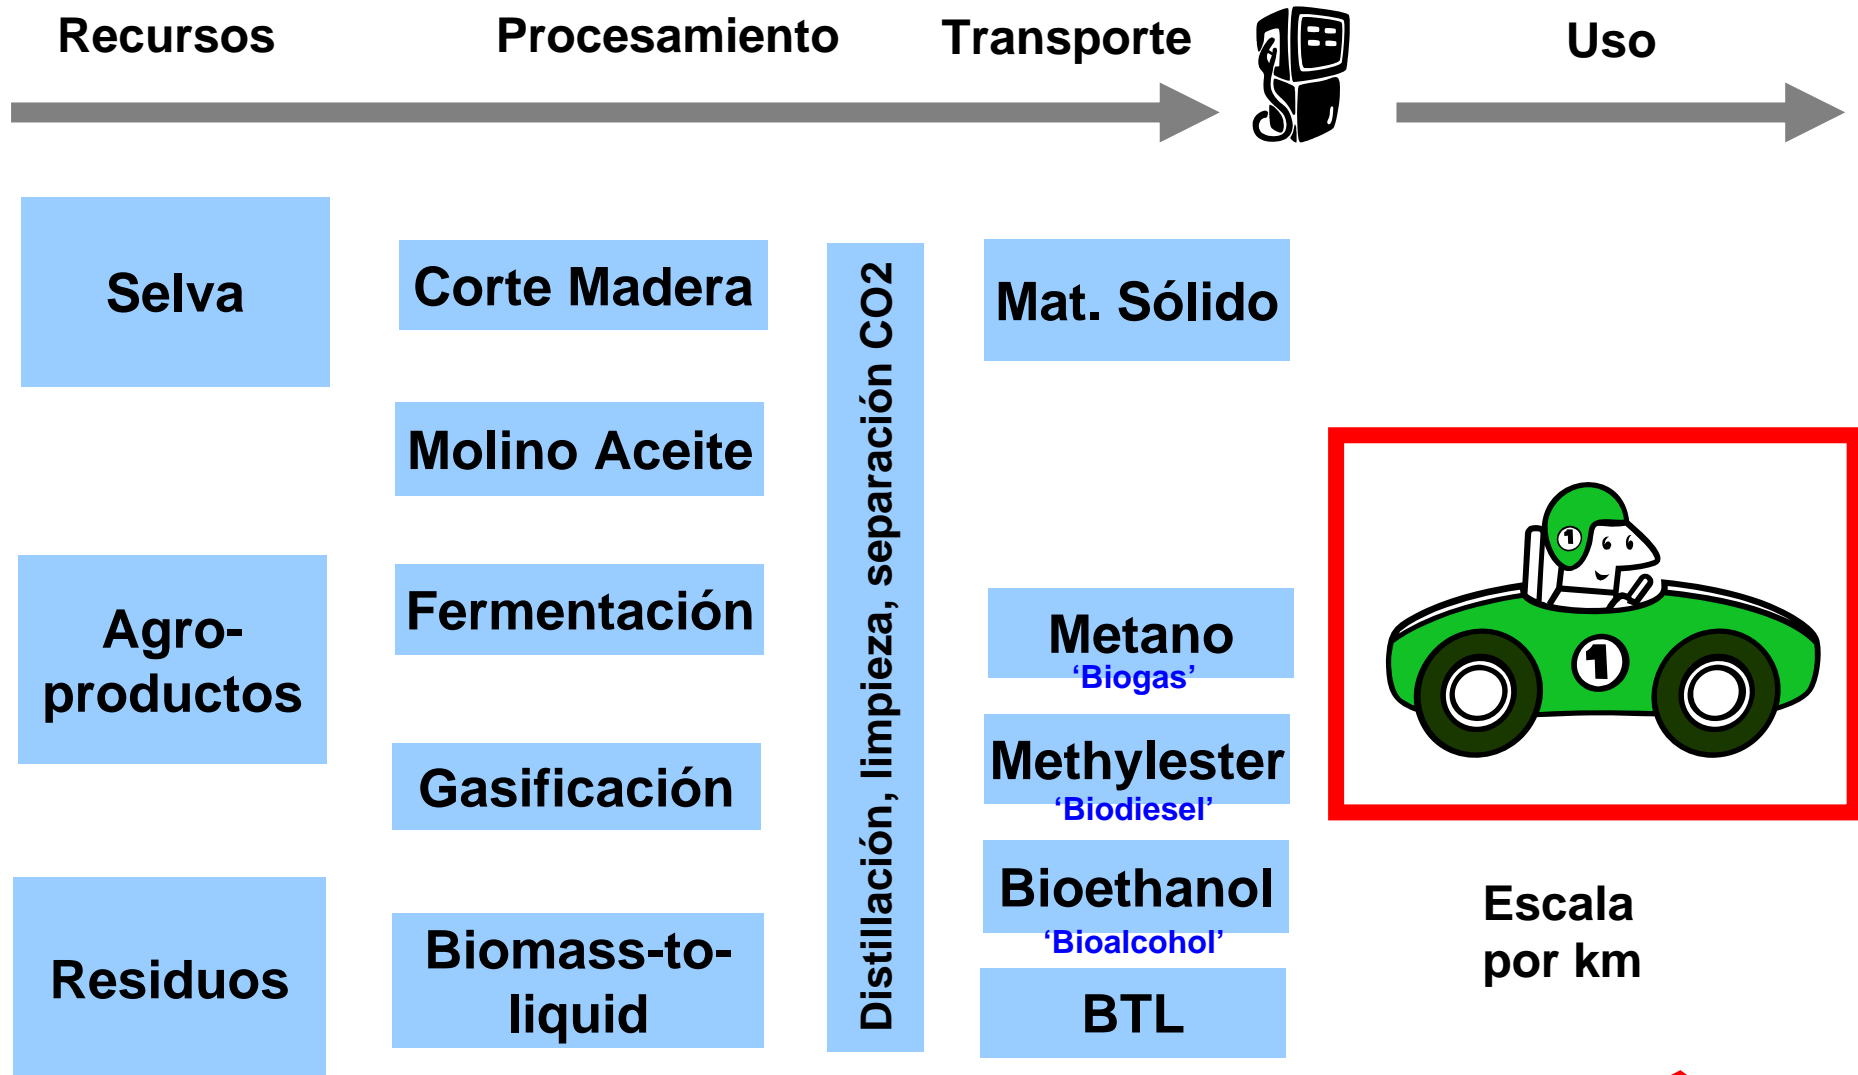 Recursos
Procesamiento
Transporte
Uso
Selva
Agro-
productos
Residuos
Corte Madera
Molino Aceite
Fermentación
Gasificación
Biomass-to-
liquid
Distillación, limpieza, separación CO2
Mat. Sólido
Metano
‘Biogas’
Methylester
‘Biodiesel’
Bioethanol
‘Bioalcohol’
BTL
1
1
Escala
por km